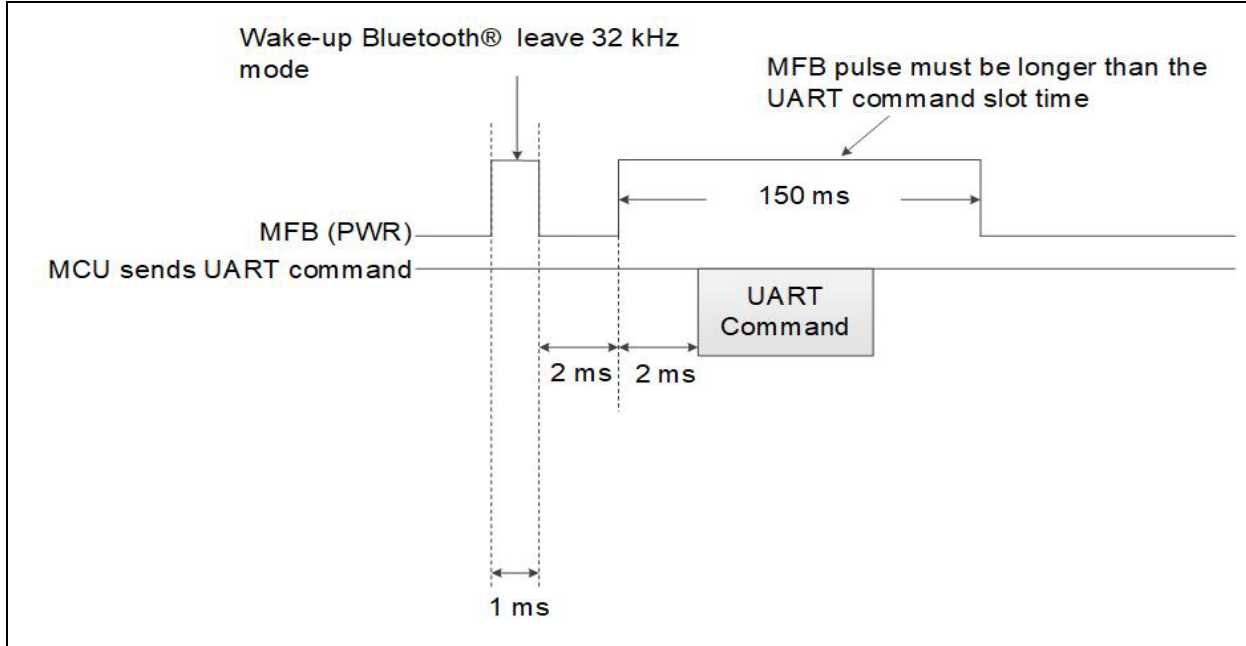 Wake-up Bluetooth® leave 32 kHz
mode
MFB pulse must be longer than the
UART command slot time
150 ms
MFB (PWR)
MCU sends UART command
UART
Command
2 ms
2 ms
1 ms